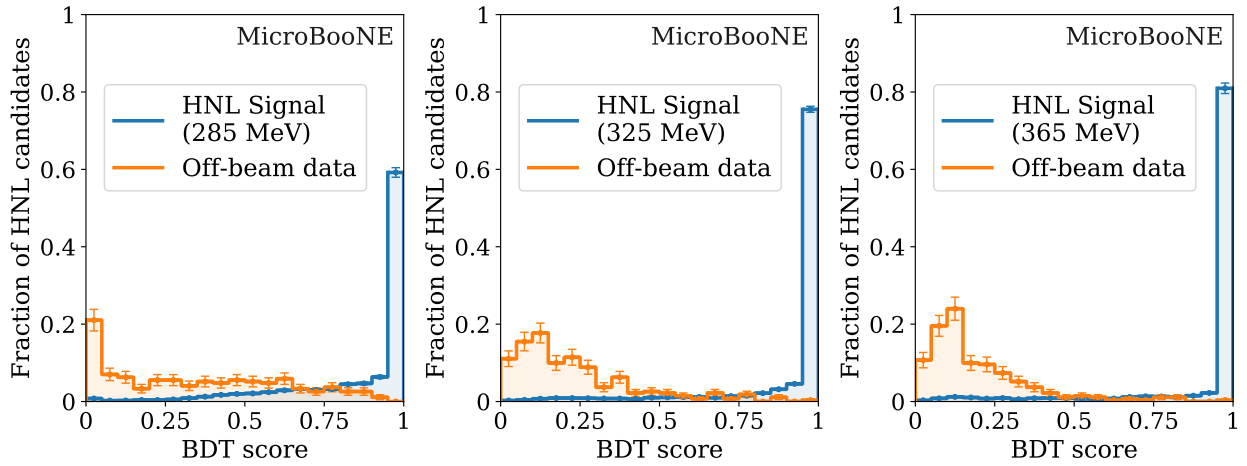 Fraction of HNL candidates
1
0.8
0.6
0.4
0.2
0
MicroBooNE
HNL Signal
(285 MeV)
Off-beam data
0 0.25 0.5 0.75 1
BDT score
Fraction of HNL candidates
1
0.8
0.6
0.4
0.2
0
MicroBooNE
HNL Signal
(325 MeV)
Off-beam data
0 0.25 0.5 0.75 1
BDT score
Fraction of HNL candidates
1
0.8
0.6
0.4
0.2
0
MicroBooNE
HNL Signal
(365 MeV)
Off-beam data
0 0.25 0.5 0.75 1
BDT score